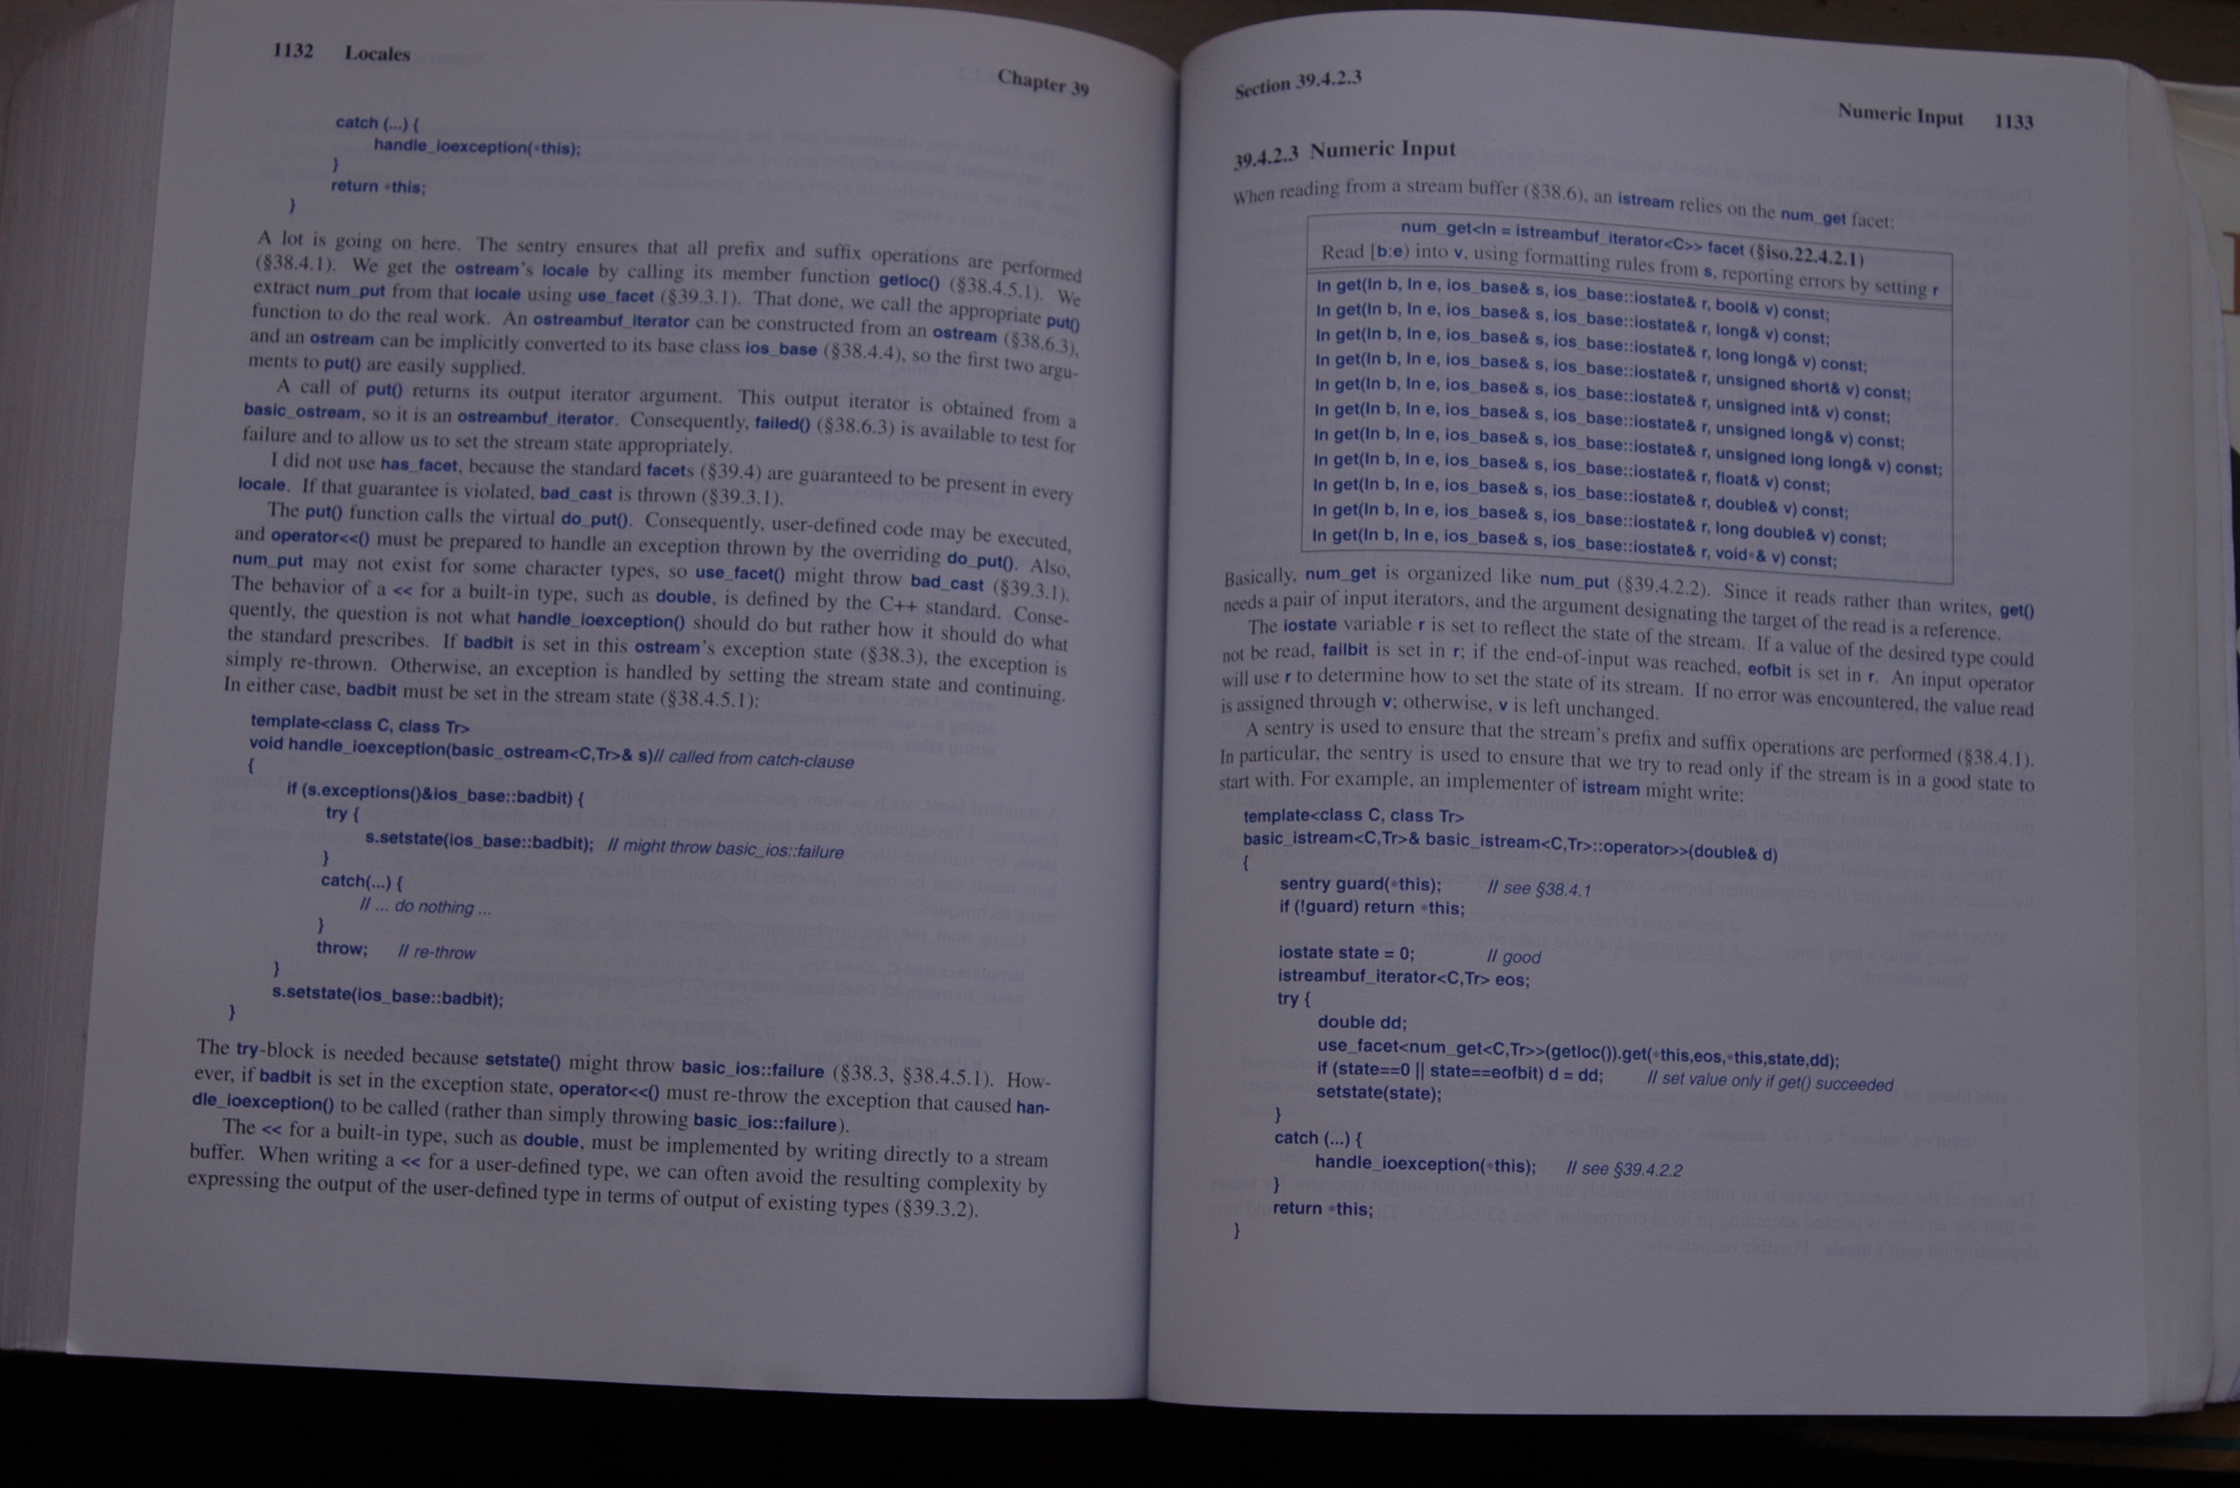 1132 Locales Chapter 39
catch (...) {
handle_ioexception(*this);
}
return *this;
}
A lot is going on here. The sentry ensures that all prefix and suffix operations are performed
(§38.4.1). We get the ostream's locale by calling its member function getloc() (§38.4.5.1). We
extract num_put from that locale using use_facet (§39.3.1). That done, we call the appropriate put()
function to do the real work. An ostreambuf_iterator can be constructed from an ostream (§38.6.3),
and an ostream can be implicitly converted to its base class ios_base (§38.4.4), so the first two argu-
ments to put() are easily supplied.
A call of put() returns its output iterator argument. This output iterator is obtained from a
basic_ostream, so it is an ostreambuf_iterator. Consequently, failed() (§38.6.3) is available to test for
failure and to allow us to set the stream state appropriately.
I did not use has_facet, because the standard facets (§39.4) are guaranteed to be present in every
locale. If that guarantee is violated, bad_cast is thrown (§39.3.1).
The put() function calls the virtual do_put(). Consequently, user-defined code may be executed,
and operator<<() must be prepared to handle an exception thrown by the overriding do_put(). Also,
num_put may not exist for some character types, so use_facet() might throw bad_cast (§39.3.1).
The behavior of a << for a built-in type, such as double, is defined by the C++ standard. Conse-
quently, the question is not what handle_ioexception() should do but rather how it should do what
the standard prescribes. If badbit is set in this ostream's exception state (§38.3), the exception is
simply re-thrown. Otherwise, an exception is handled by setting the stream state and continuing.
In either case, badbit must be set in the stream state (§38.4.5.1):
template<class C, class Tr>
void handle_ioexception(basic_ostream<C,Tr>& s)// called from catch-clause
{
if (s.exceptions()&ios_base::badbit) {
try {
s.setstate(ios_base::badbit); // might throw basic_ios::failure
}
catch(...) {
// ... do nothing ...
}
throw; // re-throw
}
s.setstate(ios_base::badbit);
}
The try-block is needed because setstate() might throw basic_ios::failure (§38.3, §38.4.5.1). How-
ever, if badbit is set in the exception state, operator<<() must re-throw the exception that caused han-
dle_ioexception() to be called (rather than simply throwing basic_ios::failure).
The << for a built-in type, such as double, must be implemented by writing directly to a stream
buffer. When writing a << for a user-defined type, we can often avoid the resulting complexity by
expressing the output of the user-defined type in terms of output of existing types (§39.3.2).
Section 39.4.2.3 Numeric Input 1133
39.4.2.3 Numeric Input
When reading from a stream buffer (§38.6), an istream relies on the num_get facet:
num_get<In = istreambuf_iterator<C>> facet (§iso.22.4.2.1)
Read [b:e) into v, using formatting rules from s, reporting errors by setting r
In get(In b, In e, ios_base& s, ios_base::iostate& r, bool& v) const;
In get(In b, In e, ios_base& s, ios_base::iostate& r, long& v) const;
In get(In b, In e, ios_base& s, ios_base::iostate& r, long long& v) const;
In get(In b, In e, ios_base& s, ios_base::iostate& r, unsigned short& v) const;
In get(In b, In e, ios_base& s, ios_base::iostate& r, unsigned int& v) const;
In get(In b, In e, ios_base& s, ios_base::iostate& r, unsigned long& v) const;
In get(In b, In e, ios_base& s, ios_base::iostate& r, unsigned long long& v) const;
In get(In b, In e, ios_base& s, ios_base::iostate& r, float& v) const;
In get(In b, In e, ios_base& s, ios_base::iostate& r, double& v) const;
In get(In b, In e, ios_base& s, ios_base::iostate& r, long double& v) const;
In get(In b, In e, ios_base& s, ios_base::iostate& r, void*& v) const;
Basically, num_get is organized like num_put (§39.4.2.2). Since it reads rather than writes, get()
needs a pair of input iterators, and the argument designating the target of the read is a reference.
The iostate variable r is set to reflect the state of the stream. If a value of the desired type could
not be read, failbit is set in r; if the end-of-input was reached, eofbit is set in r. An input operator
will use r to determine how to set the state of its stream. If no error was encountered, the value read
is assigned through v; otherwise, v is left unchanged.
A sentry is used to ensure that the stream's prefix and suffix operations are performed (§38.4.1).
In particular, the sentry is used to ensure that we try to read only if the stream is in a good state to
start with. For example, an implementer of istream might write:
template<class C, class Tr>
basic_istream<C,Tr>& basic_istream<C,Tr>::operator>>(double& d)
{
sentry guard(*this); // see §38.4.1
if (!guard) return *this;
iostate state = 0; // good
istreambuf_iterator<C,Tr> eos;
try {
double dd;
use_facet<num_get<C,Tr>>(getloc()).get(*this,eos,*this,state,dd);
if (state==0 || state==eofbit) d = dd; // set value only if get() succeeded
setstate(state);
}
catch (...) {
handle_ioexception(*this); // see §39.4.2.2
}
return *this;
}